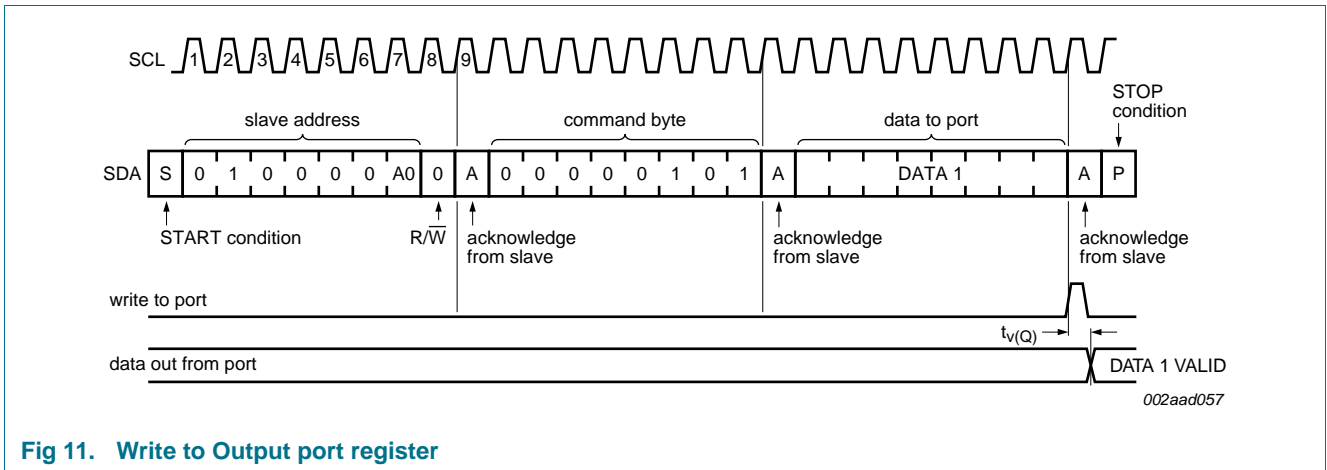 SCL 1 2 3 4 5 6 7 8 9
STOP
condition
slave address command byte data to port
SDA S 0 1 0 0 0 0 A0 0 A 0 0 0 0 0 1 0 1 A DATA 1 A P
START condition R/W acknowledge
from slave acknowledge
from slave acknowledge
from slave
write to port
tv(Q)
data out from port DATA 1 VALID
002aad057
Fig 11. Write to Output port register